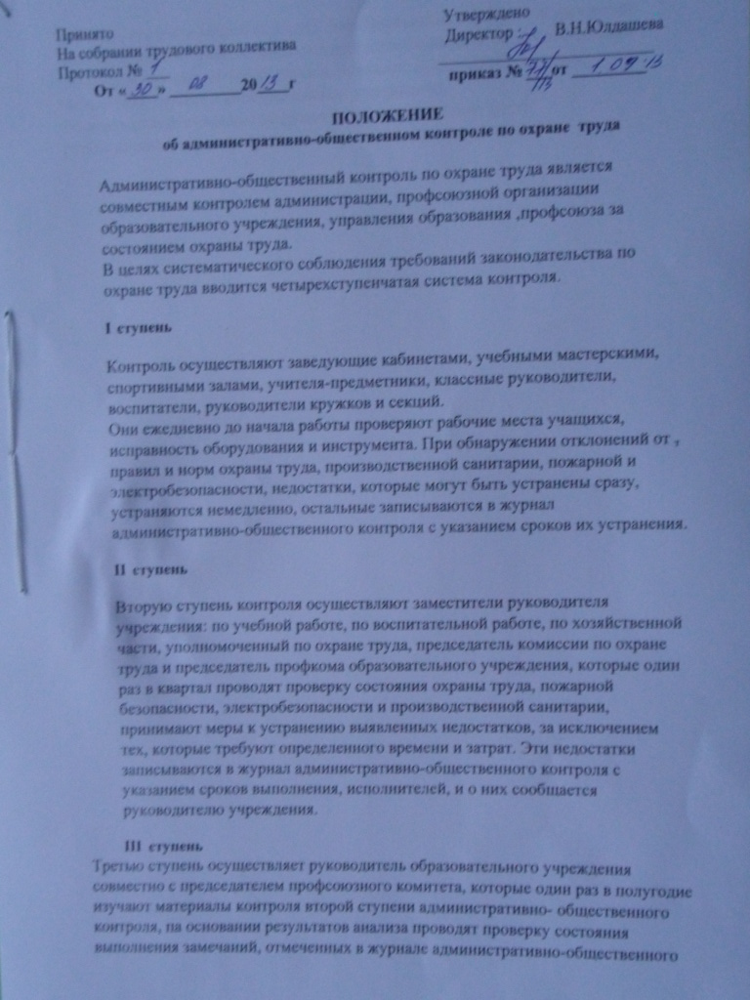 Принято
На собрании трудового коллектива
Протокол № 1
От «30» 08 2013г
Утверждено
Директор : В.Н.Юлдашева
приказ № от 1.09.13
ПОЛОЖЕНИЕ
об административно-общественном контроле по охране труда
Административно-общественный контроль по охране труда является
совместным контролем администрации, профсоюзной организации
образовательного учреждения, управления образования ,профсоюза за
состоянием охраны труда.
В целях систематического соблюдения требований законодательства по
охране труда вводится четырехступенчатая система контроля.
I ступень
Контроль осуществляют заведующие кабинетами, учебными мастерскими,
спортивными залами, учителя-предметники, классные руководители,
воспитатели, руководители кружков и секций.
Они ежедневно до начала работы проверяют рабочие места учащихся,
исправность оборудования и инструмента. При обнаружении отклонений от ,
правил и норм охраны труда, производственной санитарии, пожарной и
электробезопасности, недостатки, которые могут быть устранены сразу,
устраняются немедленно, остальные записываются в журнал
административно-общественного контроля с указанием сроков их устранения.
II ступень
Вторую ступень контроля осуществляют заместители руководителя
учреждения: по учебной работе, по воспитательной работе, по хозяйственной
части, уполномоченный по охране труда, председатель комиссии по охране
труда и председатель профкома образовательного учреждения, которые один
раз в квартал проводят проверку состояния охраны труда, пожарной
безопасности, электробезопасности и производственной санитарии,
принимают меры к устранению выявленных недостатков, за исключением
тех, которые требуют определенного времени и затрат. Эти недостатки
записываются в журнал административно-общественного контроля с
указанием сроков выполнения, исполнителей, и о них сообщается
руководителю учреждения.
III ступень
Третью ступень осуществляет руководитель образовательного учреждения
совместно с председателем профсоюзного комитета, которые один раз в полугодие
изучают материалы контроля второй ступени административно- общественного
контроля, па основании результатов анализа проводят проверку состояния
выполнения замечаний, отмеченных в журнале административно-общественного